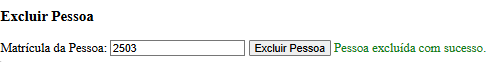 Excluir Pessoa
Matrícula da Pessoa: 2503 Excluir Pessoa Pessoa excluída com sucesso.